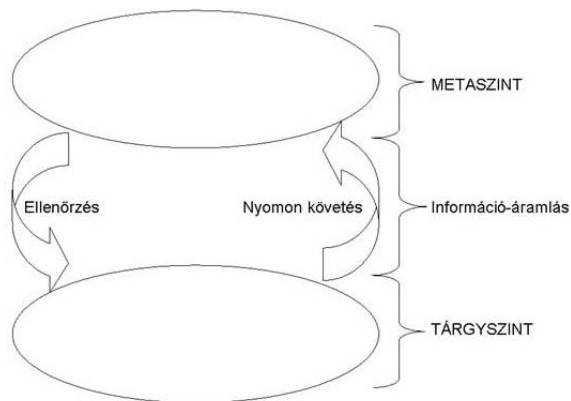 METASZINT
Ellenőrzés
Nyomon követés
Információ-áramlás
TÁRGYSZINT